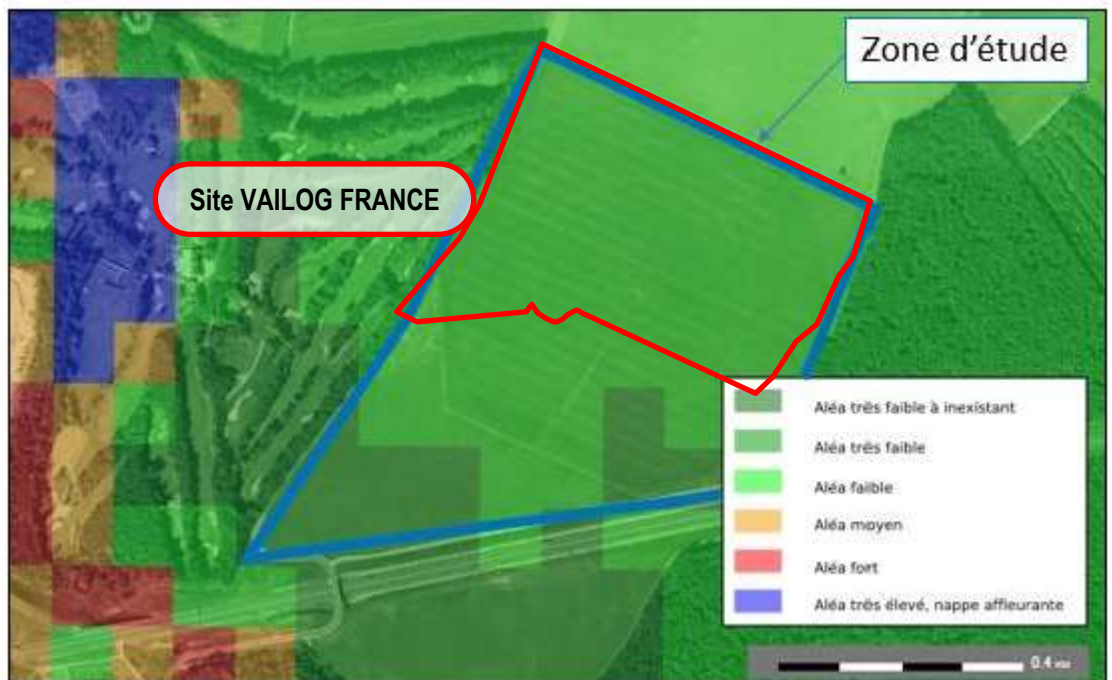 Zone d'étude
Site VAILOG FRANCE
Aléa très faible à inexistant
Aléa très faible
Aléa faible
Aléa moyen
Aléa fort
Aléa très élevé, nappe affleurante
0.4 KM